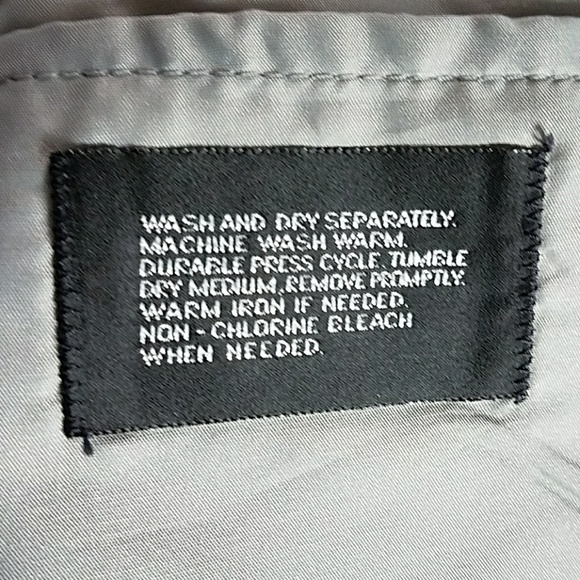 WASH AND DRY SEPARATELY.
MACHINE WASH WARM.
DURABLE PRESS CYCLE. TUMBLE
DRY MEDIUM. REMOVE PROMPTLY.
WARM IRON IF NEEDED.
NON - CHLORINE BLEACH
WHEN NEEDED.